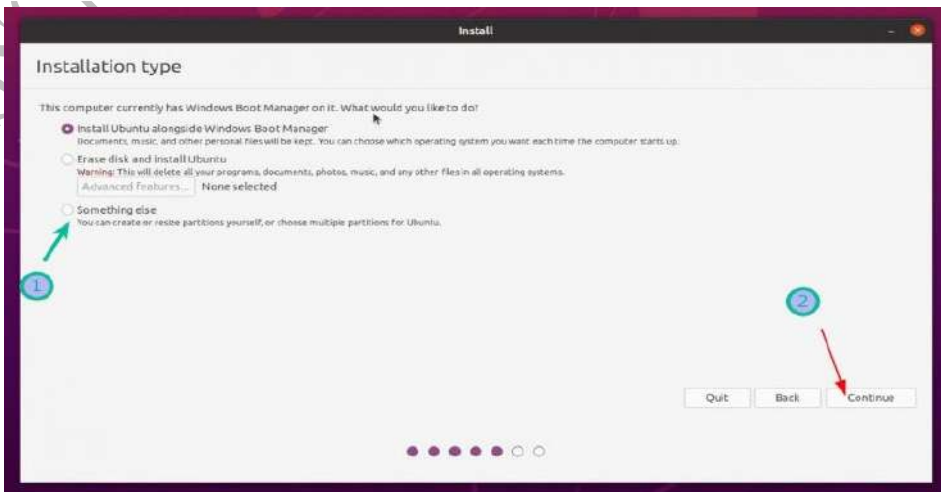 Install
Installation type
This computer currently has Windows Boot Manager on it. What would you like to do?
Install Ubuntu alongside Windows Boot Manager
Documents, music, and other personal files will be kept. You can choose which operating system you want each time the computer starts up.
Erase disk and install Ubuntu
Warning: This will delete all your programs, documents, photos, music, and any other files in all operating systems.
Advanced features... None selected
Something else
You can create or resize partitions yourself, or choose multiple partitions for Ubuntu.
1
2
Quit Back Continue